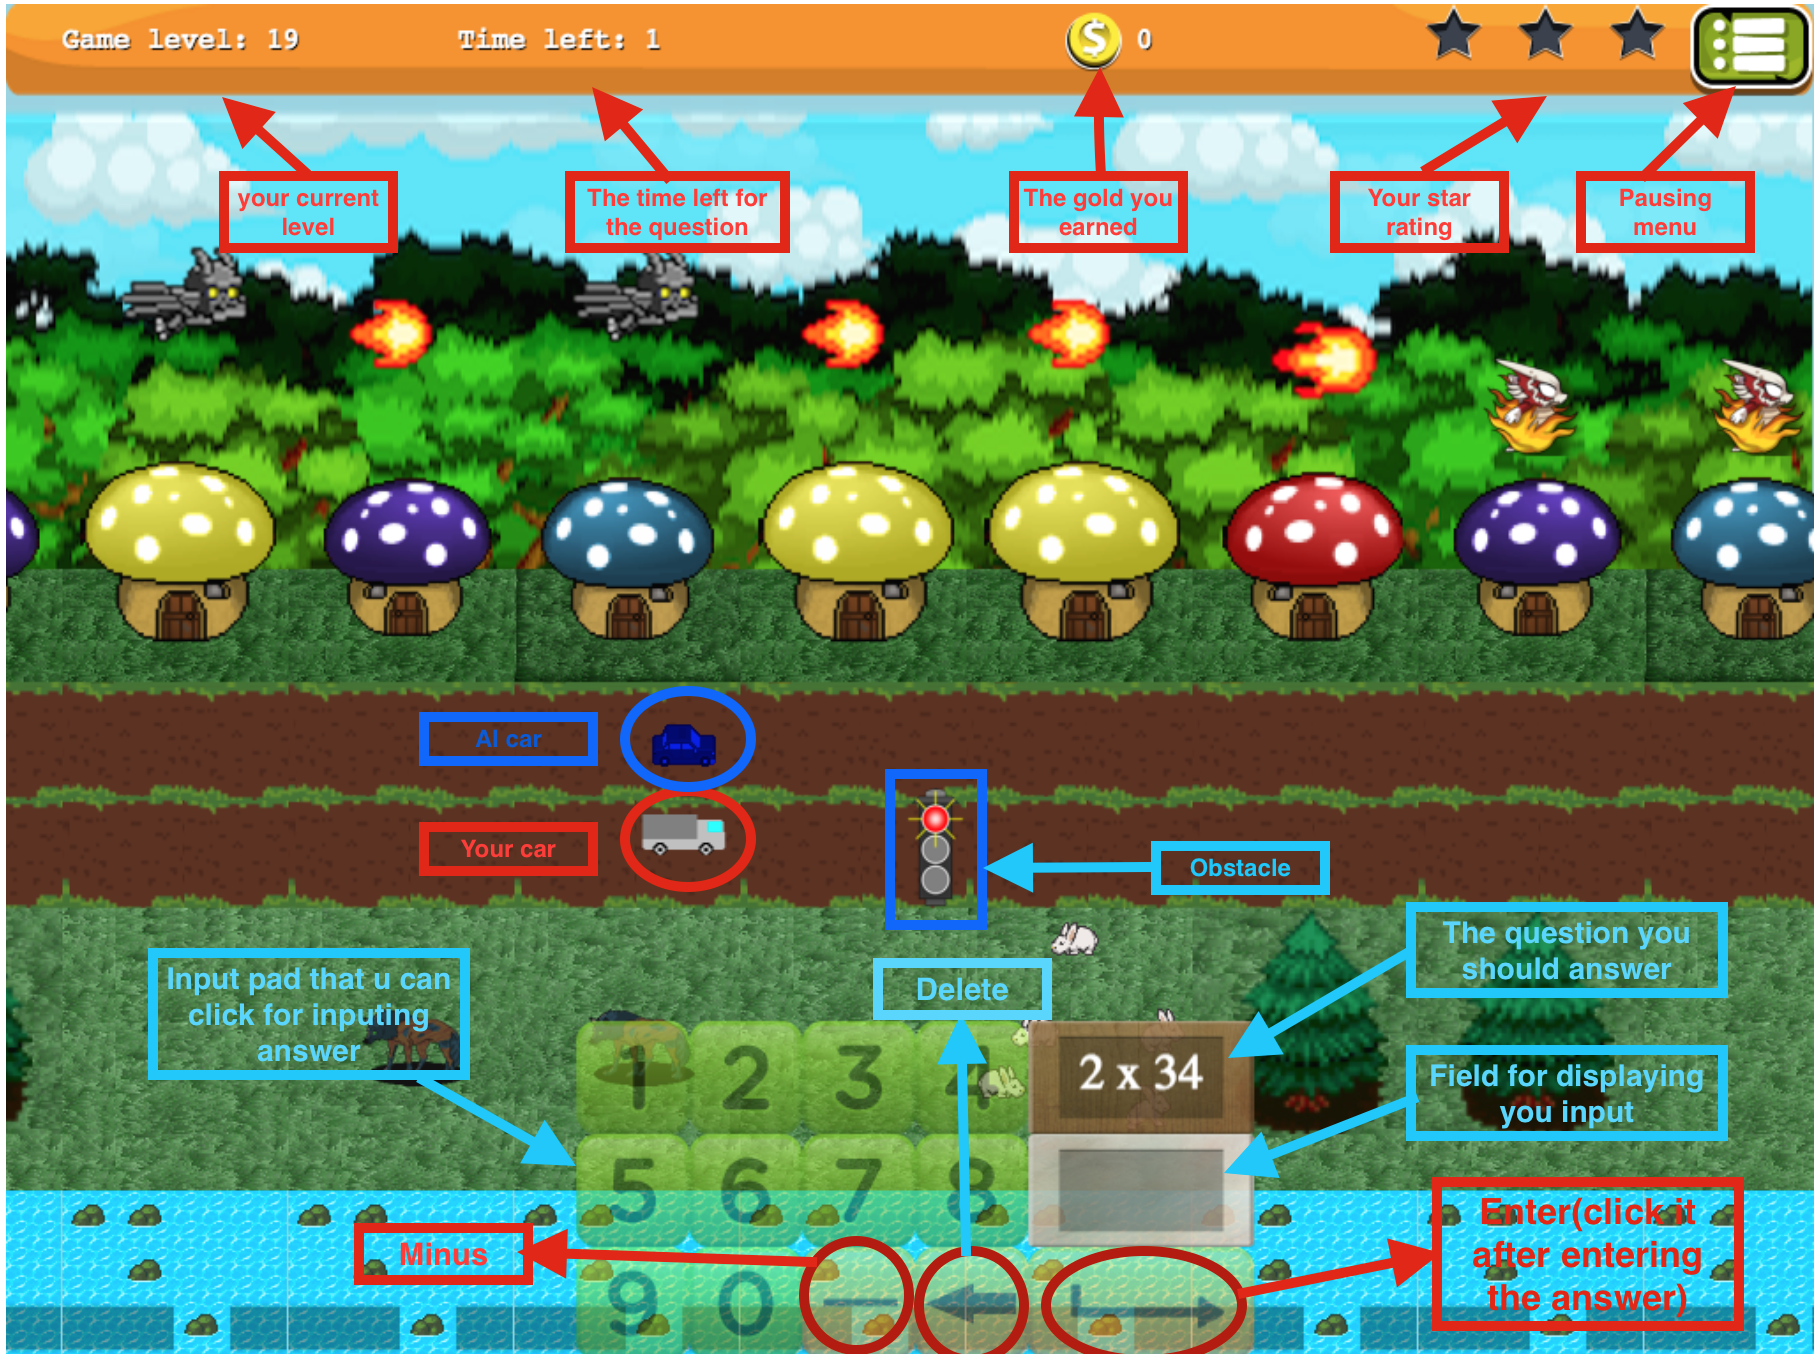 Game level: 19
Time left: 1
0
your current
level
The time left for
the question
The gold you
earned
Your star
rating
Pausing
menu
AI car
Your car
Obstacle
The question you
should answer
Input pad that u can
click for inputing
answer
Delete
1 2 3 4
2 x 34
Field for displaying
you input
5 6 7 8
Minus
Enter(click it
after entering
the answer)
9 0